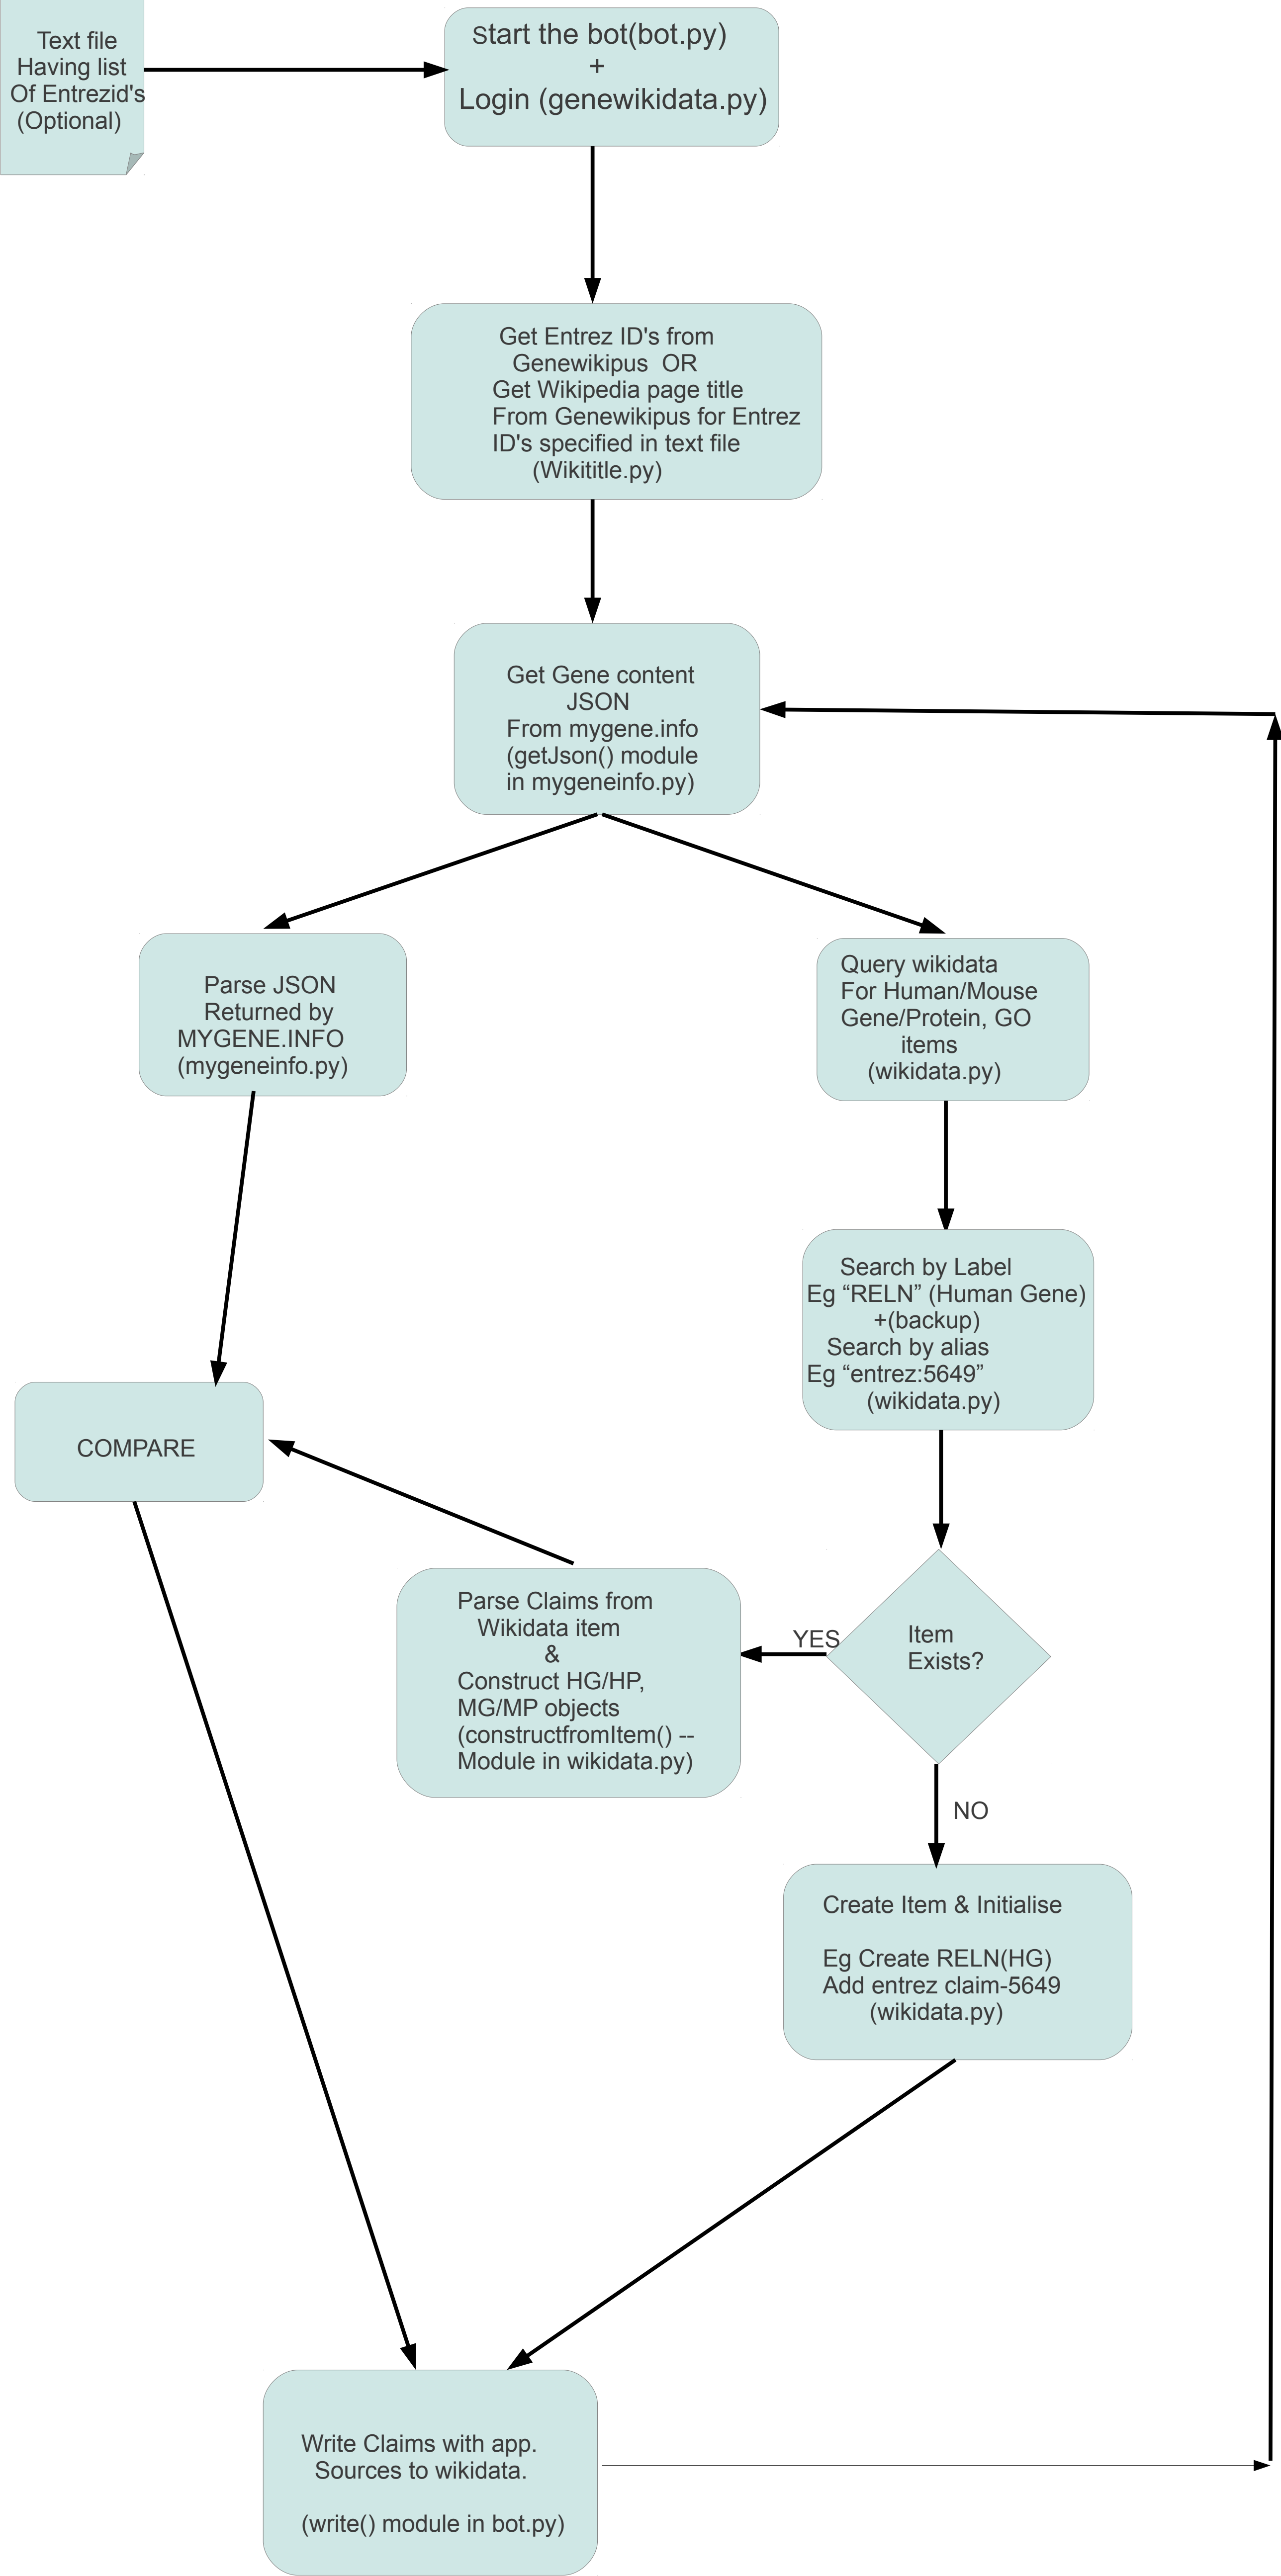 Text file
Having list
Of Entrezid's
(Optional)
Start the bot(bot.py)
+
Login (genewikidata.py)
Get Entrez ID's from
Genewikipus OR
Get Wikipedia page title
From Genewikipus for Entrez
ID's specified in text file
(Wikititle.py)
Get Gene content
JSON
From mygene.info
(getJson() module
in mygeneinfo.py)
Parse JSON
Returned by
MYGENE.INFO
(mygeneinfo.py)
Query wikidata
For Human/Mouse
Gene/Protein, GO
items
(wikidata.py)
Search by Label
Eg “RELN” (Human Gene)
+(backup)
Search by alias
Eg “entrez:5649”
(wikidata.py)
COMPARE
Item
Exists?
YES
Parse Claims from
Wikidata item
&
Construct HG/HP,
MG/MP objects
(constructfromItem() --
Module in wikidata.py)
NO
Create Item & Initialise
Eg Create RELN(HG)
Add entrez claim-5649
(wikidata.py)
Write Claims with app.
Sources to wikidata.
(write() module in bot.py)